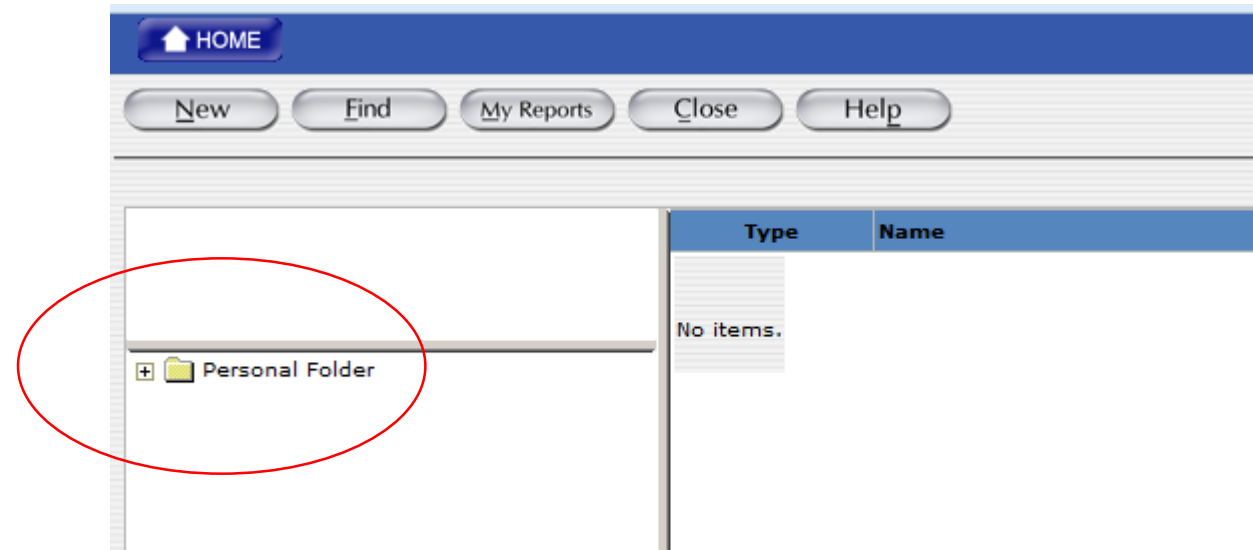 HOME
New Find My Reports Close Help
Type Name
No items.
Personal Folder